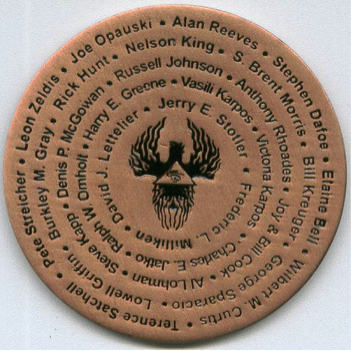 Joe Opauski • Alan Reeves • Stephen Dafoe • Elaine Bell • Wilbert M. Curtis • Terence Satchell • Pete Streicher • Leon Zeldis •
Rick Hunt • Nelson King • S. Brent Morris • Bill Kreuger • George Sparacio • Lowell Griffin • Burkley M. Gray •
Russell Johnson • Anthony Rhoades • Joy & Bill Cook • Al Lohman • Steve Kapp • Denis P. McGowan •
Harry E. Greene • Vasili Karpos • Victoria Karpos • Charles E. Jatko • Ralph W. Omholt •
Jerry E. Stotler • Frederic L. Milliken • David J. Lettelier •